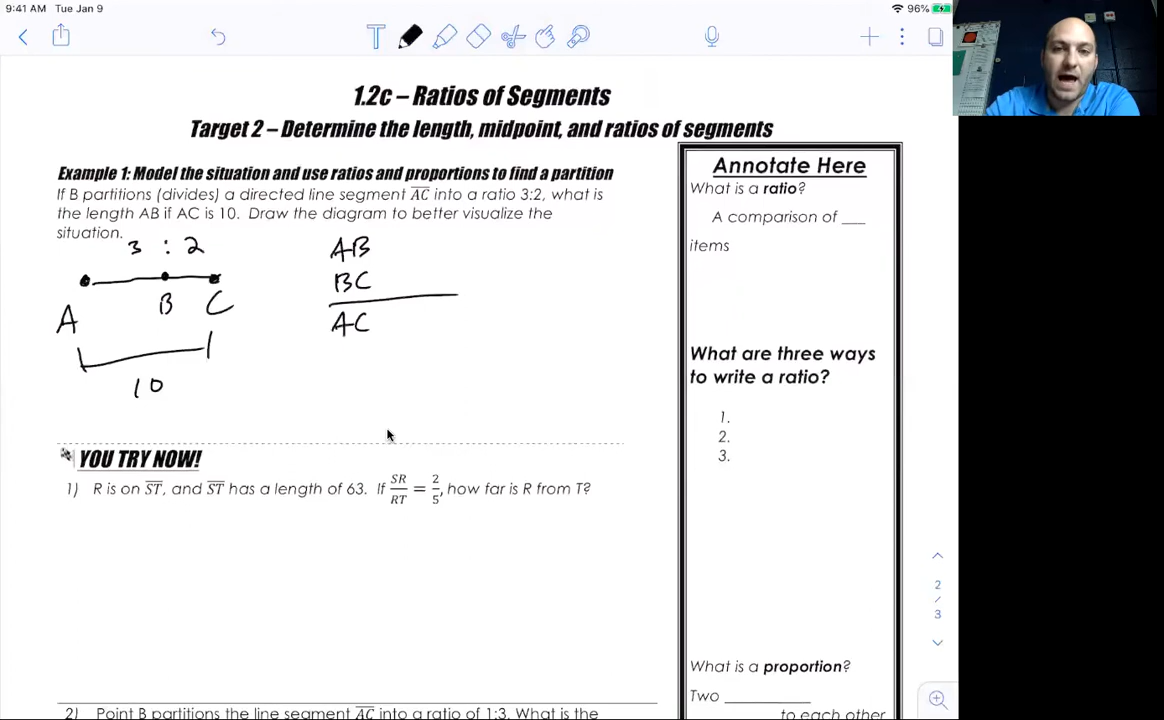 9:41 AM Tue Jan 9
96%
1.2c – Ratios of Segments
Target 2 – Determine the length, midpoint, and ratios of segments
Example 1: Model the situation and use ratios and proportions to find a partition
If B partitions (divides) a directed line segment AC into a ratio 3:2, what is
the length AB if AC is 10. Draw the diagram to better visualize the
situation.
3 : 2
A B C
10
AB
BC
AC
YOU TRY NOW!
1) R is on ST, and ST has a length of 63. If SR/RT = 2/5, how far is R from T?
2) Point B partitions the line segment AC into a ratio of 1:3. What is the
Annotate Here
What is a ratio?
A comparison of ___
items
What are three ways
to write a ratio?
1.
2.
3.
What is a proportion?
Two ________
to each other
2
/
3
T